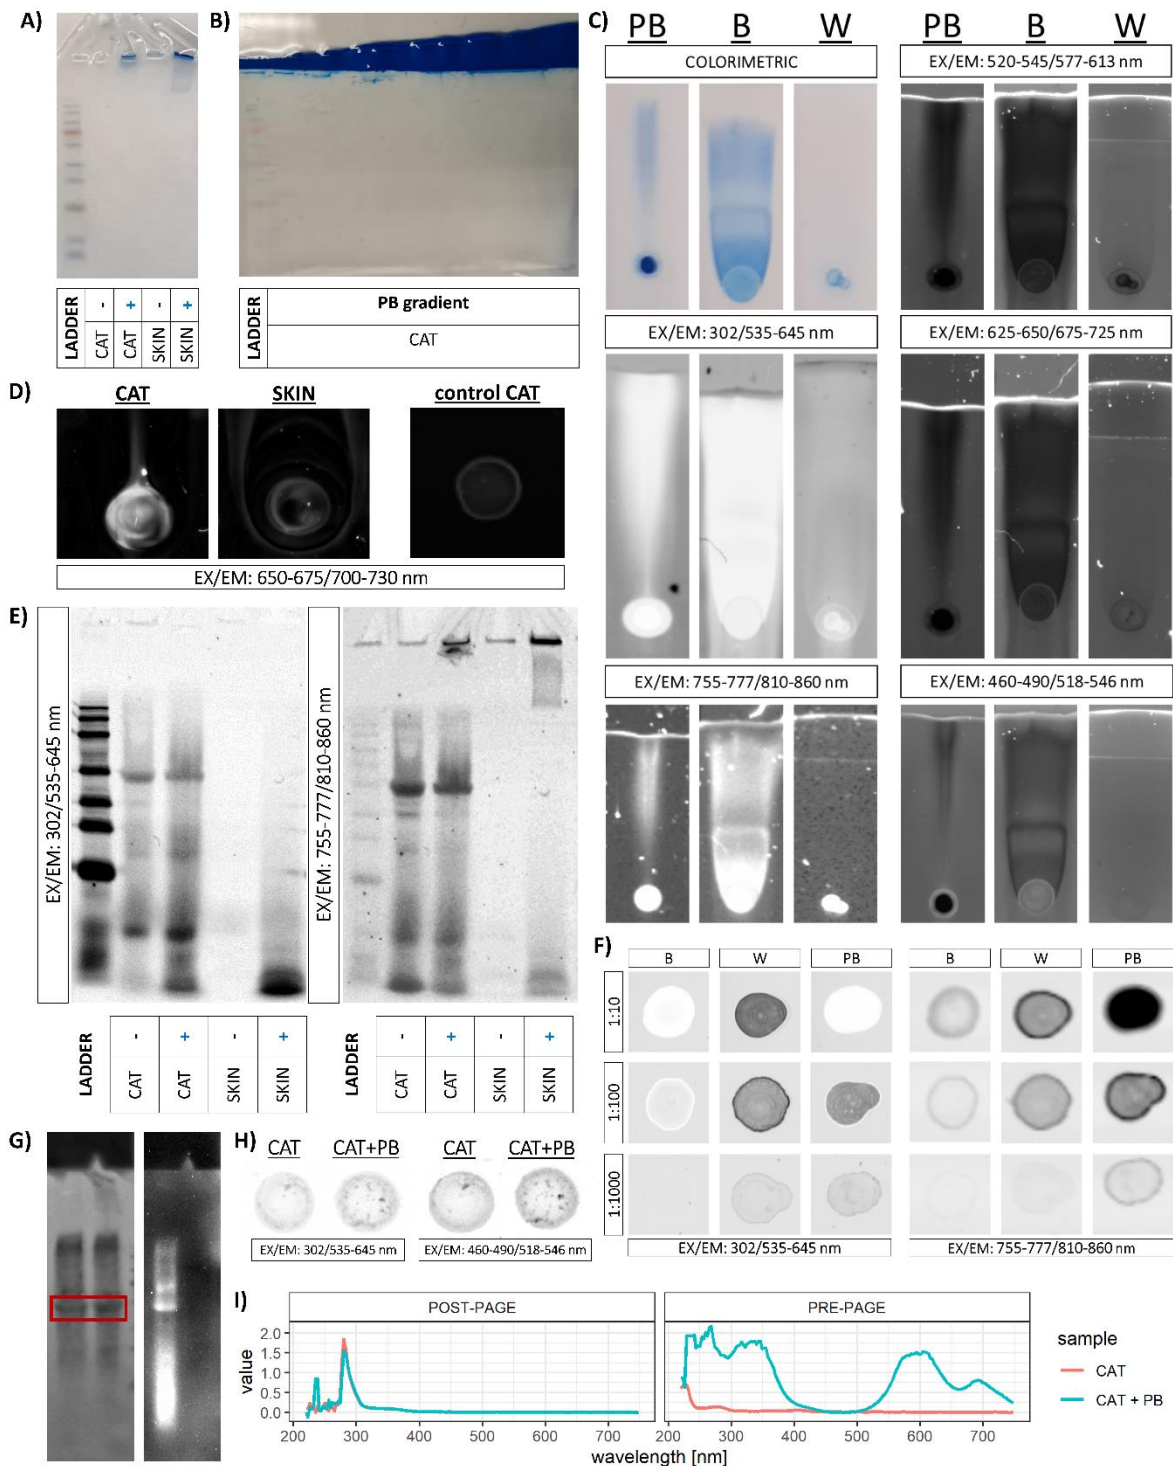 A)
LADDER
- + - +
CAT CAT SKIN SKIN
B)
LADDER
PB gradient
CAT
C)
PB B W
COLORIMETRIC
EX/EM: 302/535-645 nm
EX/EM: 755-777/810-860 nm
PB B W
EX/EM: 520-545/577-613 nm
EX/EM: 625-650/675-725 nm
EX/EM: 460-490/518-546 nm
D)
CAT SKIN control CAT
EX/EM: 650-675/700-730 nm
E)
EX/EM: 302/535-645 nm
LADDER
- + - +
CAT CAT SKIN SKIN
EX/EM: 755-777/810-860 nm
LADDER
- + - +
CAT CAT SKIN SKIN
F)
B W PB B W PB
1:10
1:100
1:1000
EX/EM: 302/535-645 nm EX/EM: 755-777/810-860 nm
G)
H)
CAT CAT+PB CAT CAT+PB
EX/EM: 302/535-645 nm EX/EM: 460-490/518-546 nm
I)
POST-PAGE PRE-PAGE
value
2.0
1.5
1.0
0.5
0.0
200 300 400 500 600 700 200 300 400 500 600 700
wavelength [nm]
sample
CAT
CAT + PB